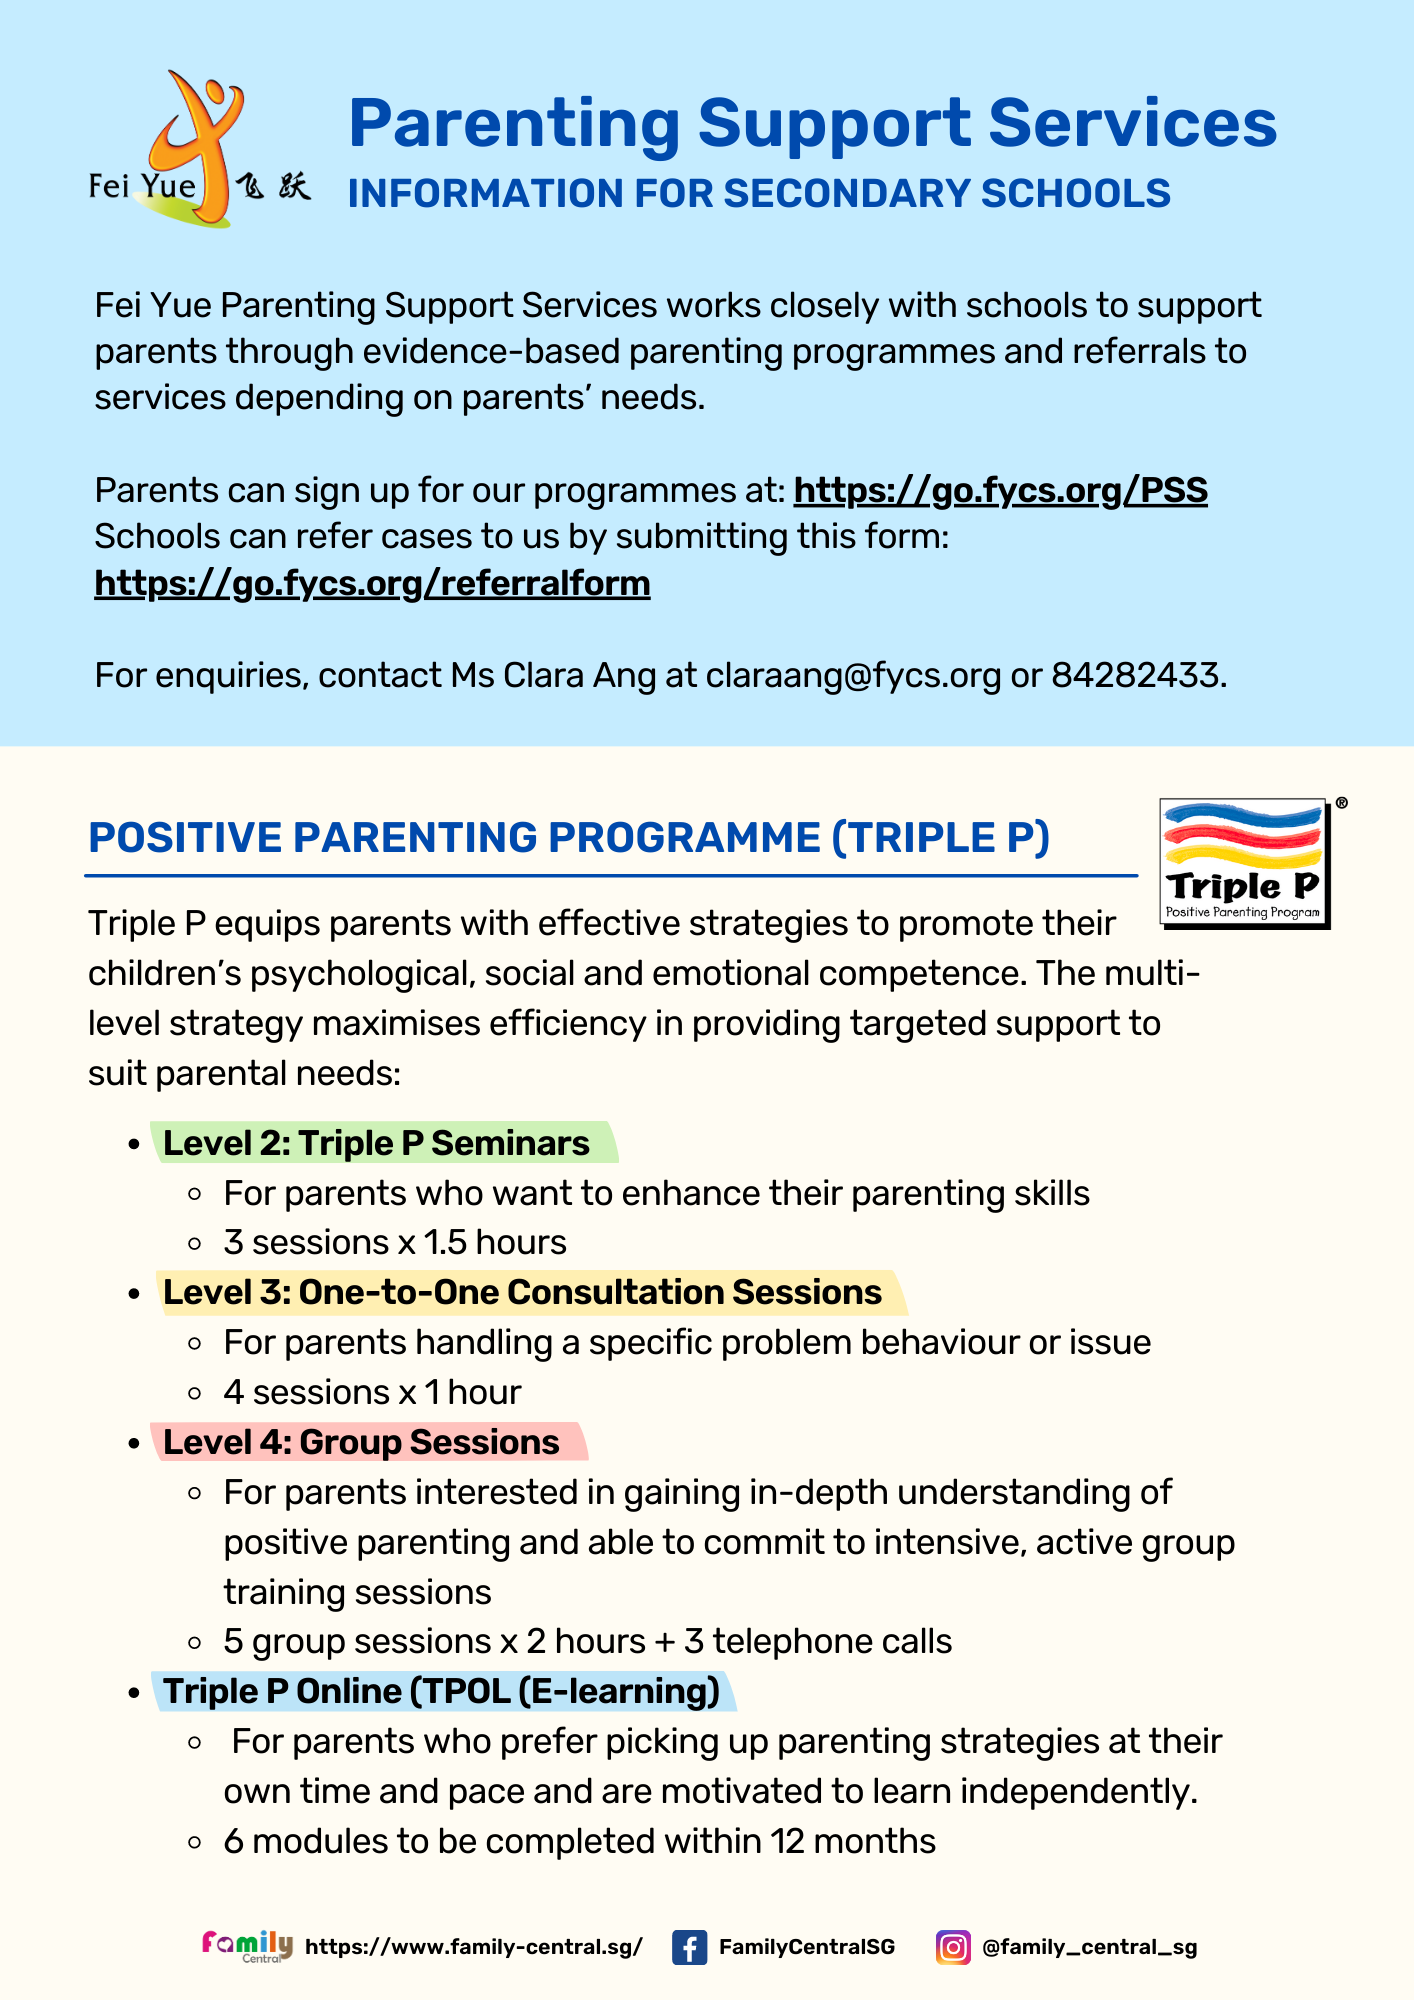 Fei Yue 飞跃
Parenting Support Services
INFORMATION FOR SECONDARY SCHOOLS
Fei Yue Parenting Support Services works closely with schools to support
parents through evidence-based parenting programmes and referrals to
services depending on parents’ needs.
Parents can sign up for our programmes at: https://go.fycs.org/PSS
Schools can refer cases to us by submitting this form:
https://go.fycs.org/referralform
For enquiries, contact Ms Clara Ang at claraang@fycs.org or 84282433.
POSITIVE PARENTING PROGRAMME (TRIPLE P)
®
Triple P
Positive Parenting Program
Triple P equips parents with effective strategies to promote their
children’s psychological, social and emotional competence. The multi-
level strategy maximises efficiency in providing targeted support to
suit parental needs:
• Level 2: Triple P Seminars
◦ For parents who want to enhance their parenting skills
◦ 3 sessions x 1.5 hours
• Level 3: One-to-One Consultation Sessions
◦ For parents handling a specific problem behaviour or issue
◦ 4 sessions x 1 hour
• Level 4: Group Sessions
◦ For parents interested in gaining in-depth understanding of
positive parenting and able to commit to intensive, active group
training sessions
◦ 5 group sessions x 2 hours + 3 telephone calls
• Triple P Online (TPOL (E-learning)
◦ For parents who prefer picking up parenting strategies at their
own time and pace and are motivated to learn independently.
◦ 6 modules to be completed within 12 months
Family Central https://www.family-central.sg/ FamilyCentralSG @family_central_sg